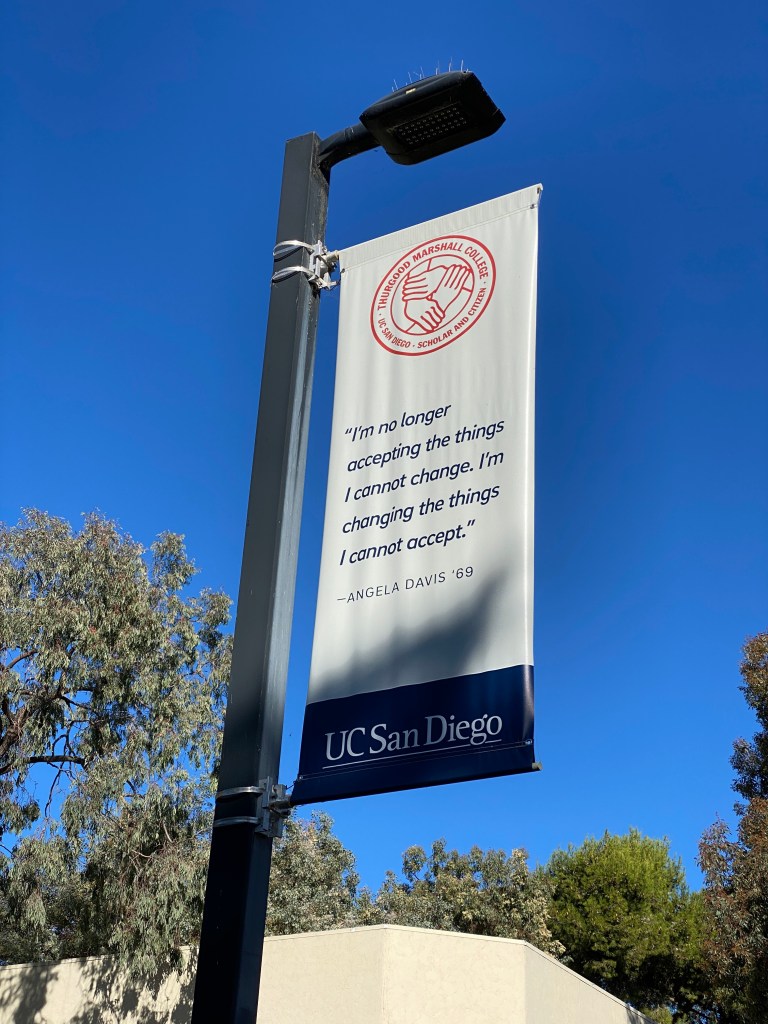 THURGOOD MARSHALL COLLEGE
UC SAN DIEGO · SCHOLAR AND CITIZEN
“I’m no longer
accepting the things
I cannot change. I’m
changing the things
I cannot accept.”
—ANGELA DAVIS ‘69
UC San Diego